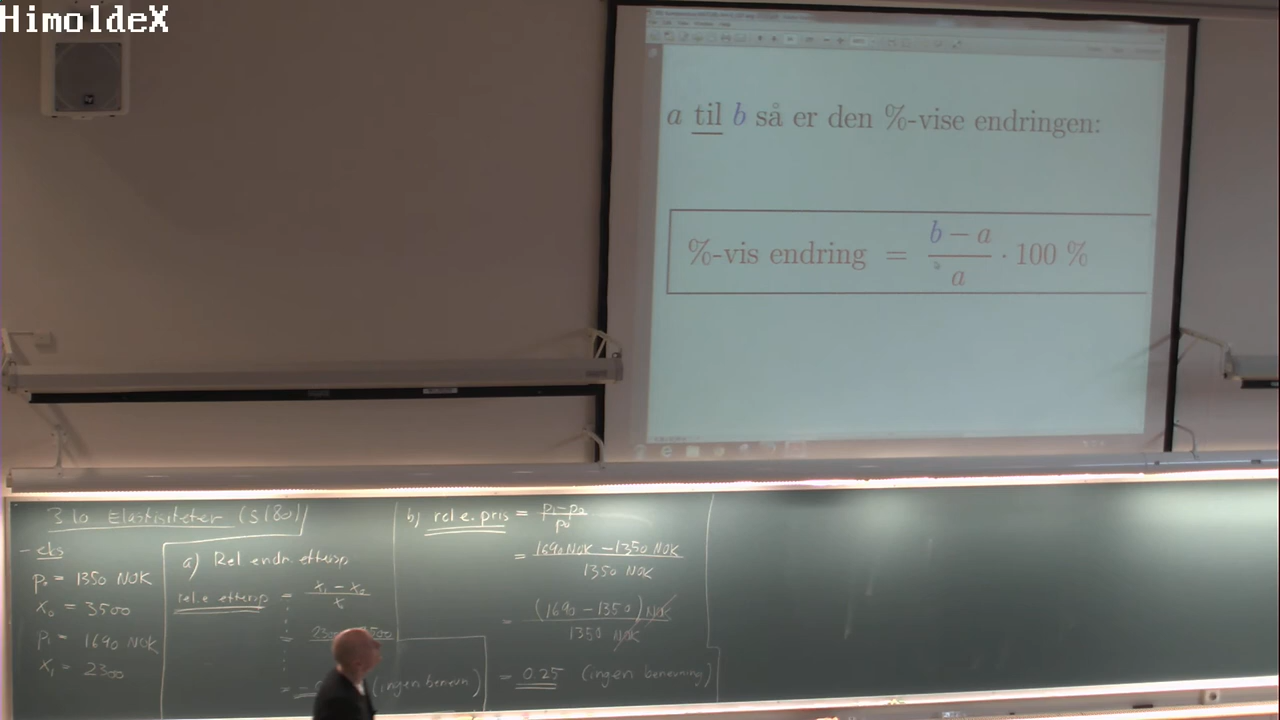 HimoldeX
a til b så er den %-vise endringen:
%-vis endring = b − a / a · 100 %
3.10 Elastisiteter (s 180)
- eks
p₀ = 1350 NOK
x₀ = 3500
p₁ = 1690 NOK
x₁ = 2300
a) Rel endr. ettersp
rel.e ettersp = x₁ − x₀ / x₀
= 2300
= (ingen benevn)
b) rel.e. pris = p₁ − p₀ / p₀
= 1690 NOK − 1350 NOK / 1350 NOK
= (1690 − 1350) NOK / 1350 NOK
= 0.25 (ingen benevning)